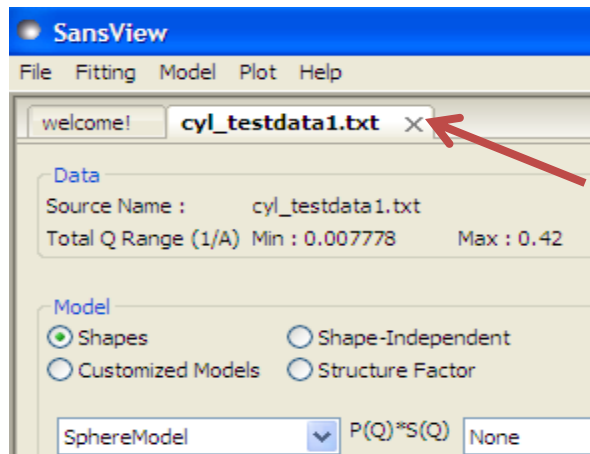 SansView
File Fitting Model Plot Help
welcome! cyl_testdata1.txt
Data
Source Name : cyl_testdata1.txt
Total Q Range (1/A) Min : 0.007778 Max : 0.42
Model
Shapes Shape-Independent
Customized Models Structure Factor
SphereModel P(Q)*S(Q) None